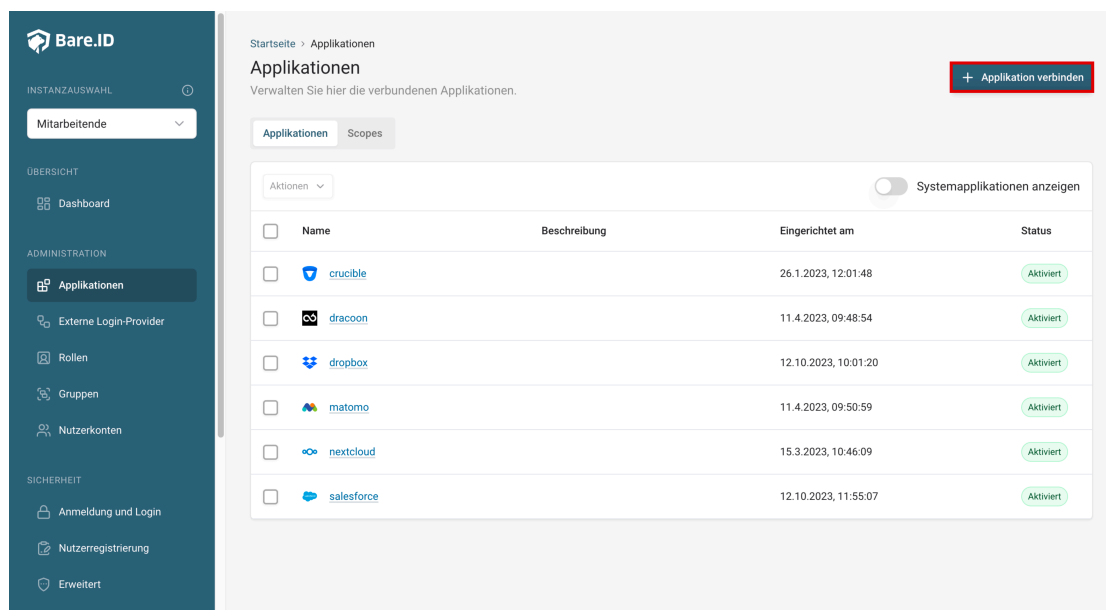 Bare.ID
INSTANZAUSWAHL
Mitarbeitende
ÜBERSICHT
Dashboard
ADMINISTRATION
Applikationen
Externe Login-Provider
Rollen
Gruppen
Nutzerkonten
SICHERHEIT
Anmeldung und Login
Nutzerregistrierung
Erweitert
Startseite > Applikationen
Applikationen
Verwalten Sie hier die verbundenen Applikationen.
+ Applikation verbinden
Applikationen Scopes
Aktionen Systemapplikationen anzeigen
Name Beschreibung Eingerichtet am Status
crucible 26.1.2023, 12:01:48 Aktiviert
dracoon 11.4.2023, 09:48:54 Aktiviert
dropbox 12.10.2023, 10:01:20 Aktiviert
matomo 11.4.2023, 09:50:59 Aktiviert
nextcloud 15.3.2023, 10:46:09 Aktiviert
salesforce 12.10.2023, 11:55:07 Aktiviert